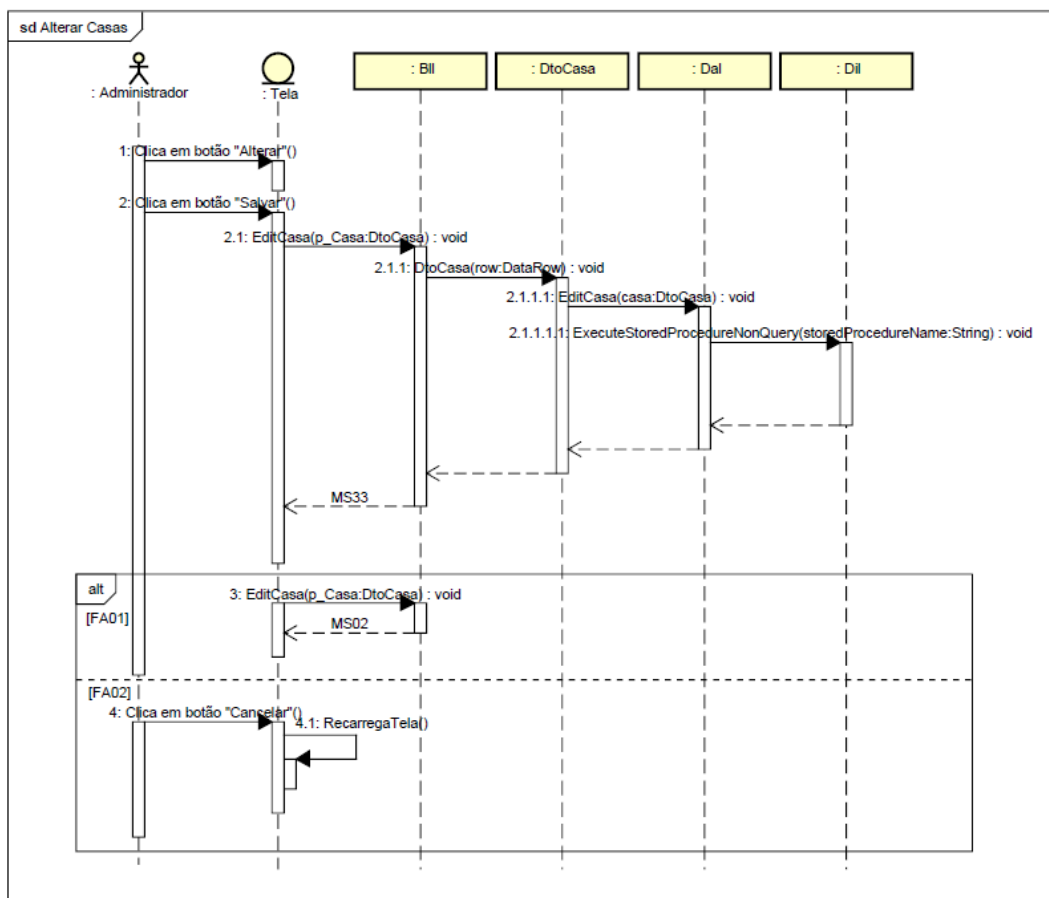 sd Alterar Casas
: Administrador
: Tela
: Bll
: DtoCasa
: Dal
: Dil
1: Clica em botão "Alterar"()
2: Clica em botão "Salvar"()
2.1: EditCasa(p_Casa:DtoCasa) : void
2.1.1: DtoCasa(row:DataRow) : void
2.1.1.1: EditCasa(casa:DtoCasa) : void
2.1.1.1.1: ExecuteStoredProcedureNonQuery(storedProcedureName:String) : void
MS33
alt
[FA01]
3: EditCasa(p_Casa:DtoCasa) : void
MS02
[FA02]
4: Clica em botão "Cancelar"()
4.1: RecarregaTela()